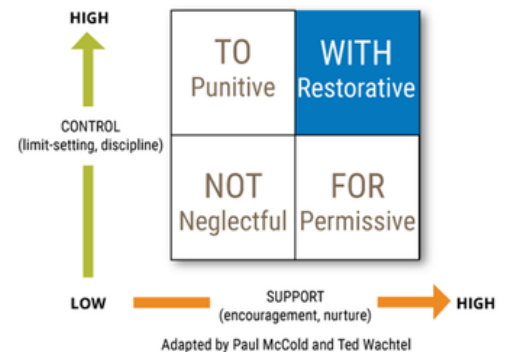 HIGH
TO
Punitive
WITH
Restorative
CONTROL
(limit-setting, discipline)
NOT
Neglectful
FOR
Permissive
LOW
SUPPORT
(encouragement, nurture)
HIGH
Adapted by Paul McCold and Ted Wachtel